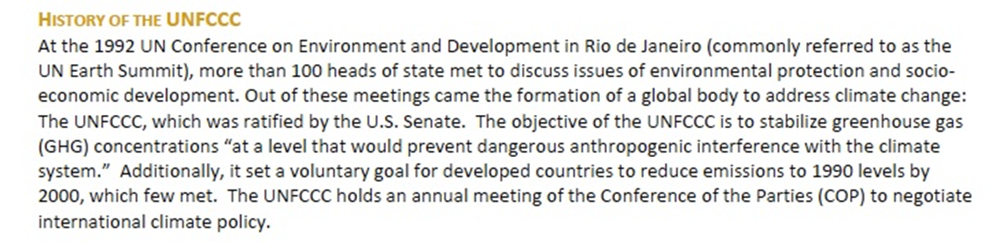 HISTORY OF THE UNFCCC
At the 1992 UN Conference on Environment and Development in Rio de Janeiro (commonly referred to as the
UN Earth Summit), more than 100 heads of state met to discuss issues of environmental protection and socio-
economic development. Out of these meetings came the formation of a global body to address climate change:
The UNFCCC, which was ratified by the U.S. Senate.  The objective of the UNFCCC is to stabilize greenhouse gas
(GHG) concentrations “at a level that would prevent dangerous anthropogenic interference with the climate
system.”  Additionally, it set a voluntary goal for developed countries to reduce emissions to 1990 levels by
2000, which few met.  The UNFCCC holds an annual meeting of the Conference of the Parties (COP) to negotiate
international climate policy.